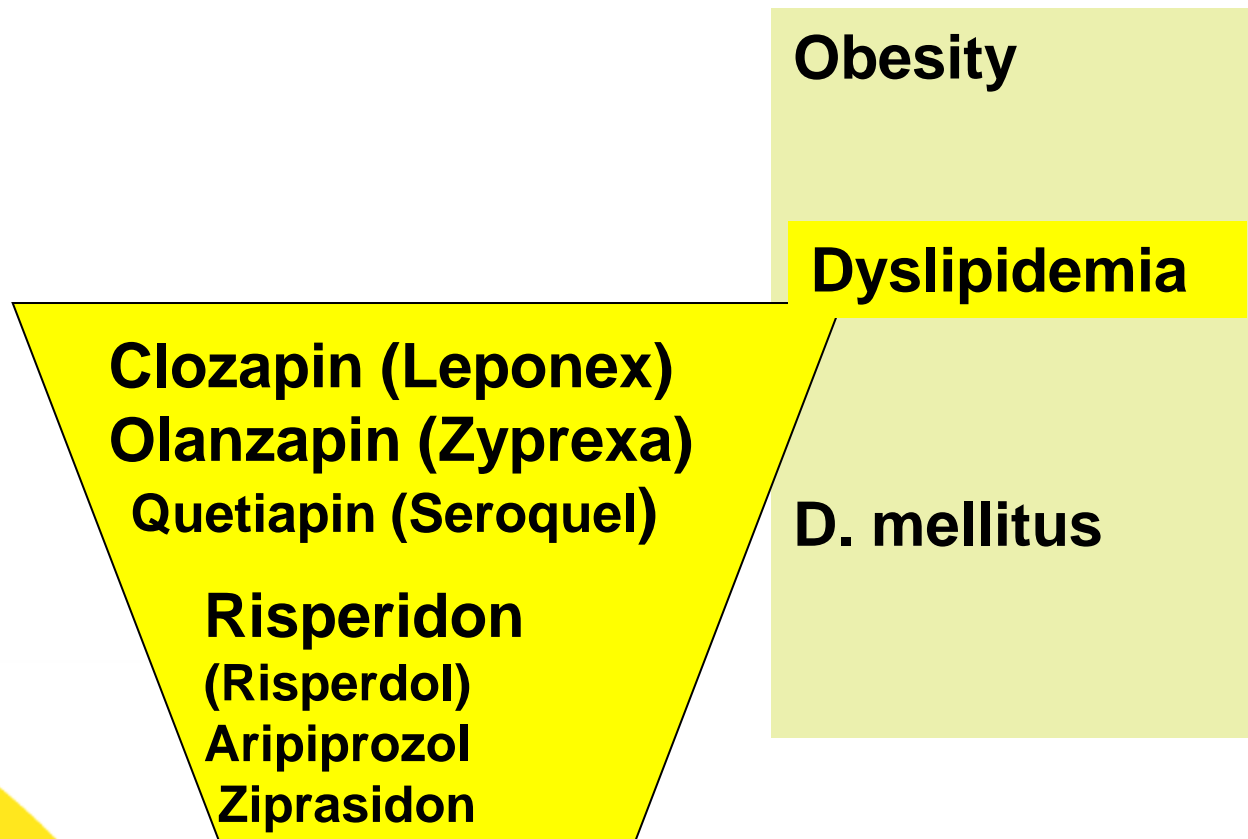 Obesity
Dyslipidemia
Clozapin (Leponex)
Olanzapin (Zyprexa)
Quetiapin (Seroquel)
D. mellitus
Risperidon
(Risperdol)
Aripiprozol
Ziprasidon